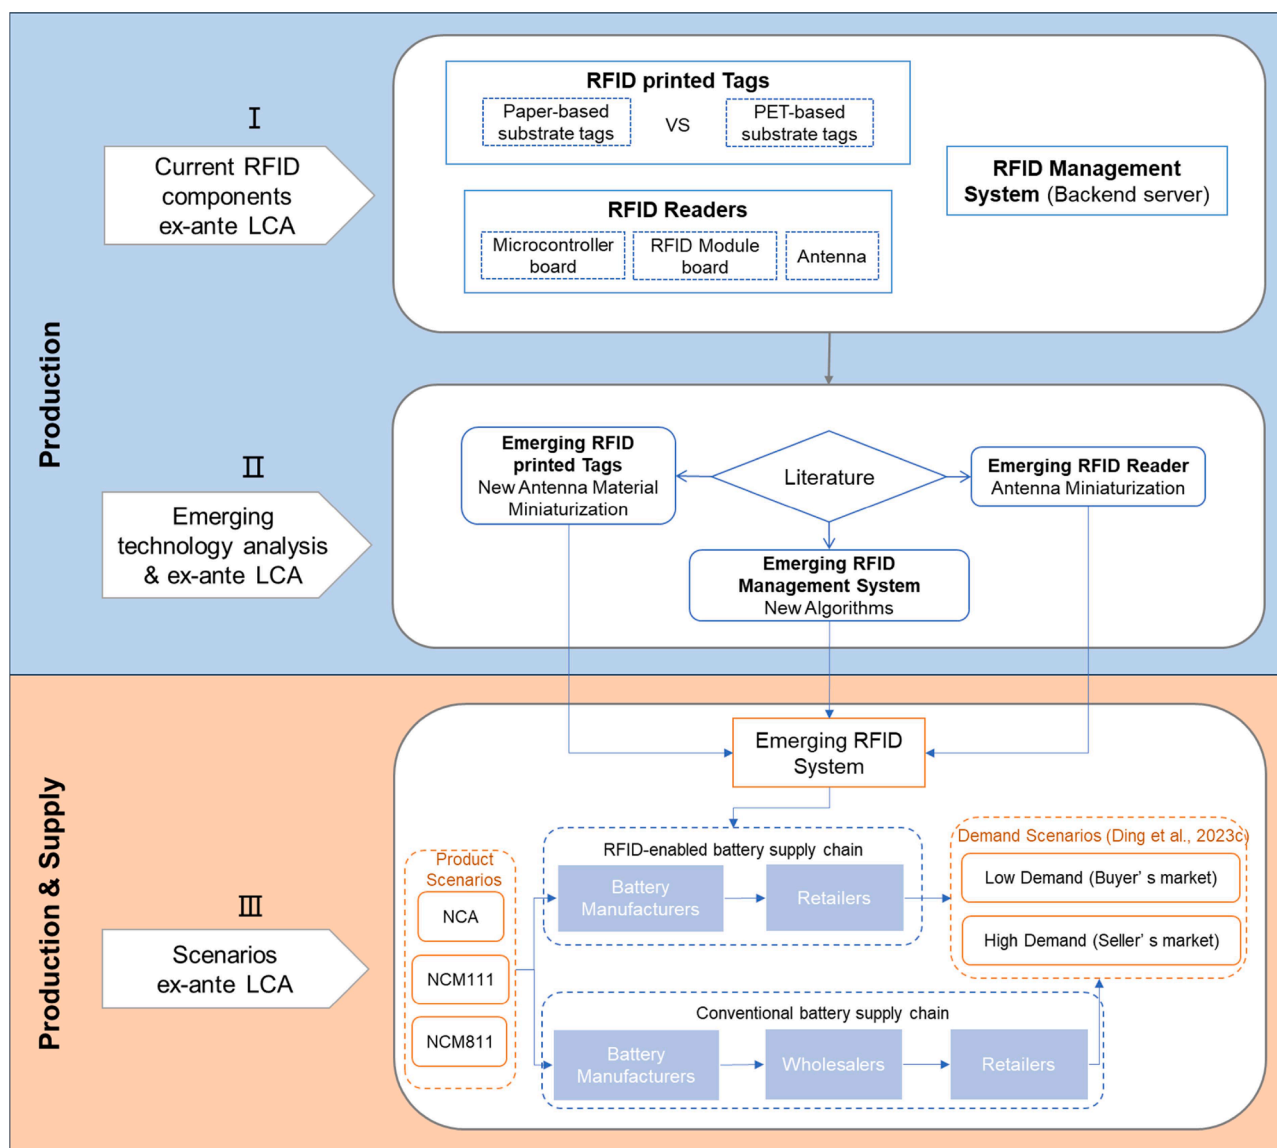 Production
Ⅰ
Current RFID
components
ex-ante LCA
RFID printed Tags
Paper-based
substrate tags
VS
PET-based
substrate tags
RFID Readers
Microcontroller
board
RFID Module
board
Antenna
RFID Management
System (Backend server)
Ⅱ
Emerging
technology analysis
& ex-ante LCA
Emerging RFID
printed Tags
New Antenna Material
Miniaturization
Literature
Emerging RFID Reader
Antenna Miniaturization
Emerging RFID
Management System
New Algorithms
Production & Supply
Ⅲ
Scenarios
ex-ante LCA
Emerging RFID
System
Product
Scenarios
NCA
NCM111
NCM811
RFID-enabled battery supply chain
Battery
Manufacturers
Retailers
Demand Scenarios (Ding et al., 2023c)
Low Demand (Buyer’ s market)
High Demand (Seller’ s market)
Conventional battery supply chain
Battery
Manufacturers
Wholesalers
Retailers